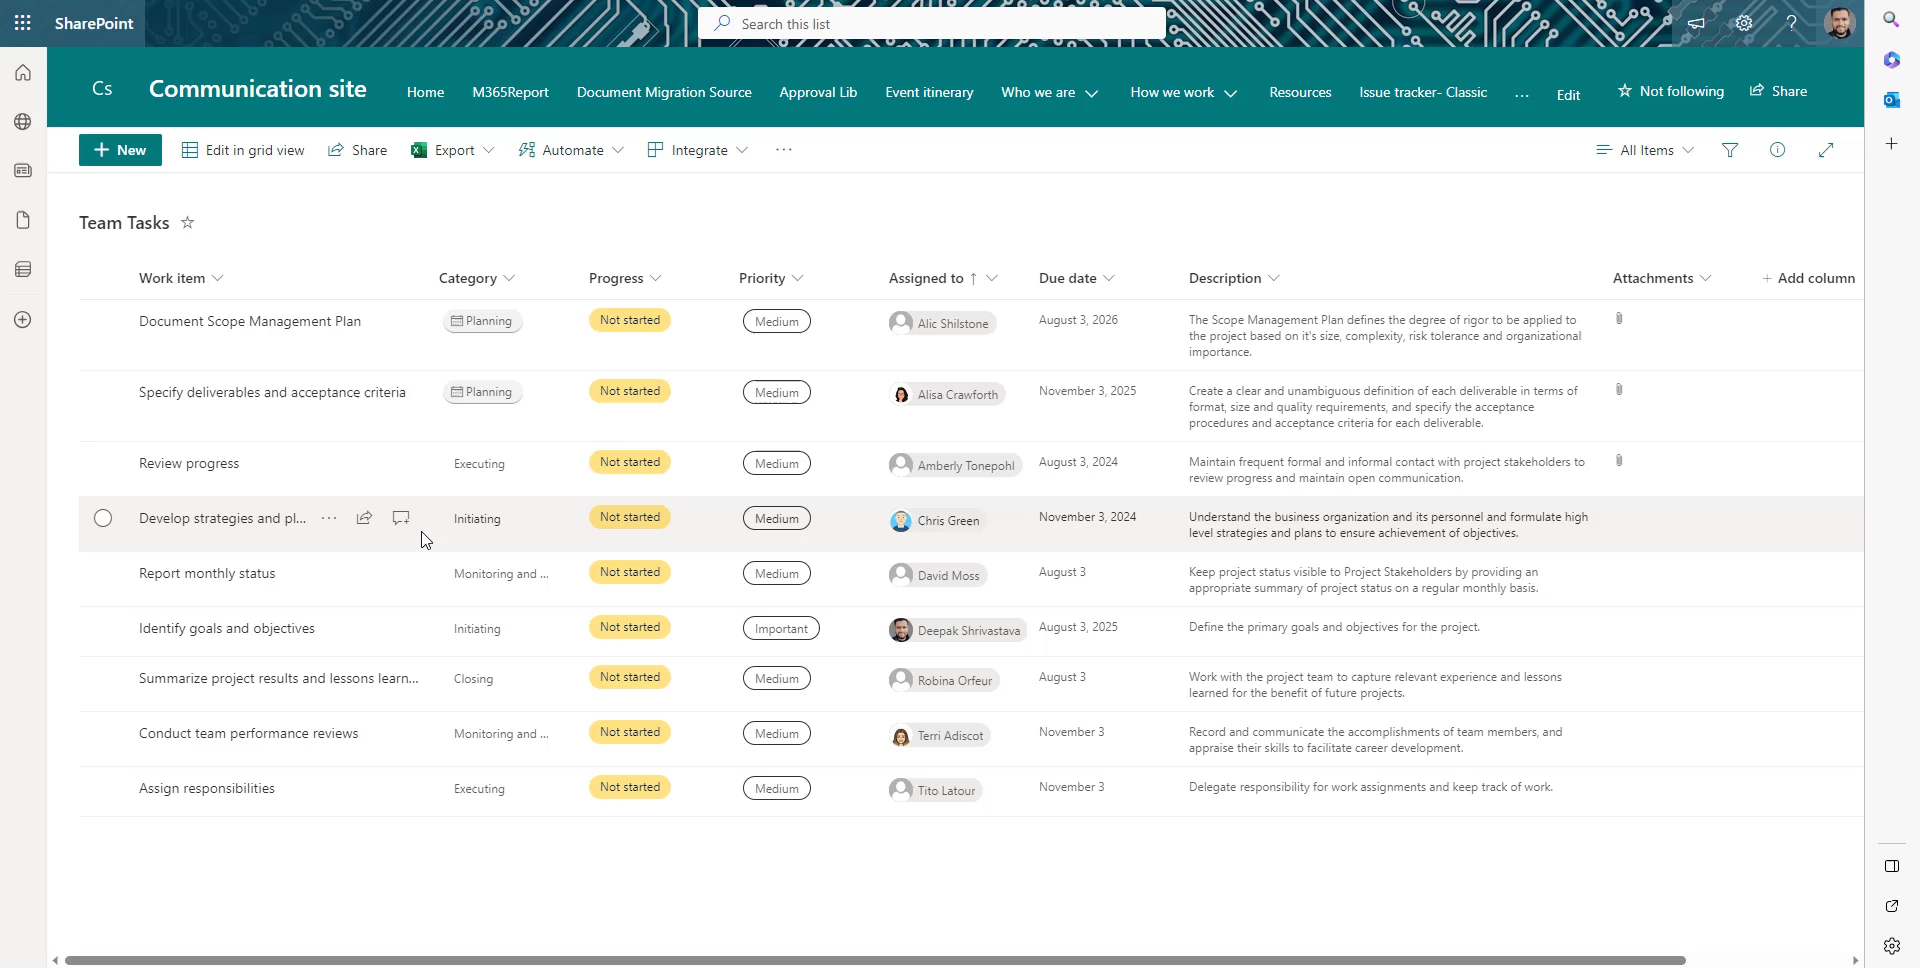 SharePoint
Search this list
Cs
Communication site
Home
M365Report
Document Migration Source
Approval Lib
Event itinerary
Who we are
How we work
Resources
Issue tracker- Classic
...
Edit
Not following
Share
New
Edit in grid view
Share
Export
Automate
Integrate
...
All Items
Team Tasks
Work item
Category
Progress
Priority
Assigned to
Due date
Description
Attachments
Add column
Document Scope Management Plan
Planning
Not started
Medium
Alic Shilstone
August 3, 2026
The Scope Management Plan defines the degree of rigor to be applied to
the project based on it's size, complexity, risk tolerance and organizational
importance.
Specify deliverables and acceptance criteria
Planning
Not started
Medium
Alisa Crawforth
November 3, 2025
Create a clear and unambiguous definition of each deliverable in terms of
format, size and quality requirements, and specify the acceptance
procedures and acceptance criteria for each deliverable.
Review progress
Executing
Not started
Medium
Amberly Tonepohl
August 3, 2024
Maintain frequent formal and informal contact with project stakeholders to
review progress and maintain open communication.
Develop strategies and pl...
...
Initiating
Not started
Medium
Chris Green
November 3, 2024
Understand the business organization and its personnel and formulate high
level strategies and plans to ensure achievement of objectives.
Report monthly status
Monitoring and ...
Not started
Medium
David Moss
August 3
Keep project status visible to Project Stakeholders by providing an
appropriate summary of project status on a regular monthly basis.
Identify goals and objectives
Initiating
Not started
Important
Deepak Shrivastava
August 3, 2025
Define the primary goals and objectives for the project.
Summarize project results and lessons learn...
Closing
Not started
Medium
Robina Orfeur
August 3
Work with the project team to capture relevant experience and lessons
learned for the benefit of future projects.
Conduct team performance reviews
Monitoring and ...
Not started
Medium
Terri Adiscot
November 3
Record and communicate the accomplishments of team members, and
appraise their skills to facilitate career development.
Assign responsibilities
Executing
Not started
Medium
Tito Latour
November 3
Delegate responsibility for work assignments and keep track of work.